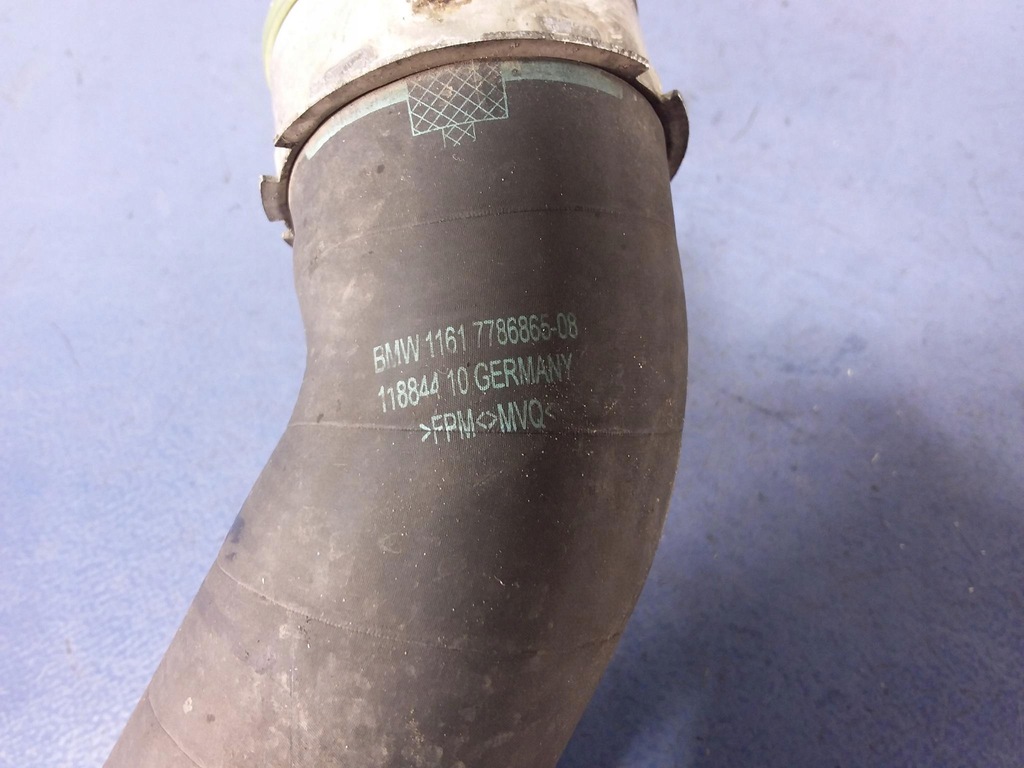 BMW 1161 7786865-08
118844 10 GERMANY
>FPM<>MVQ<